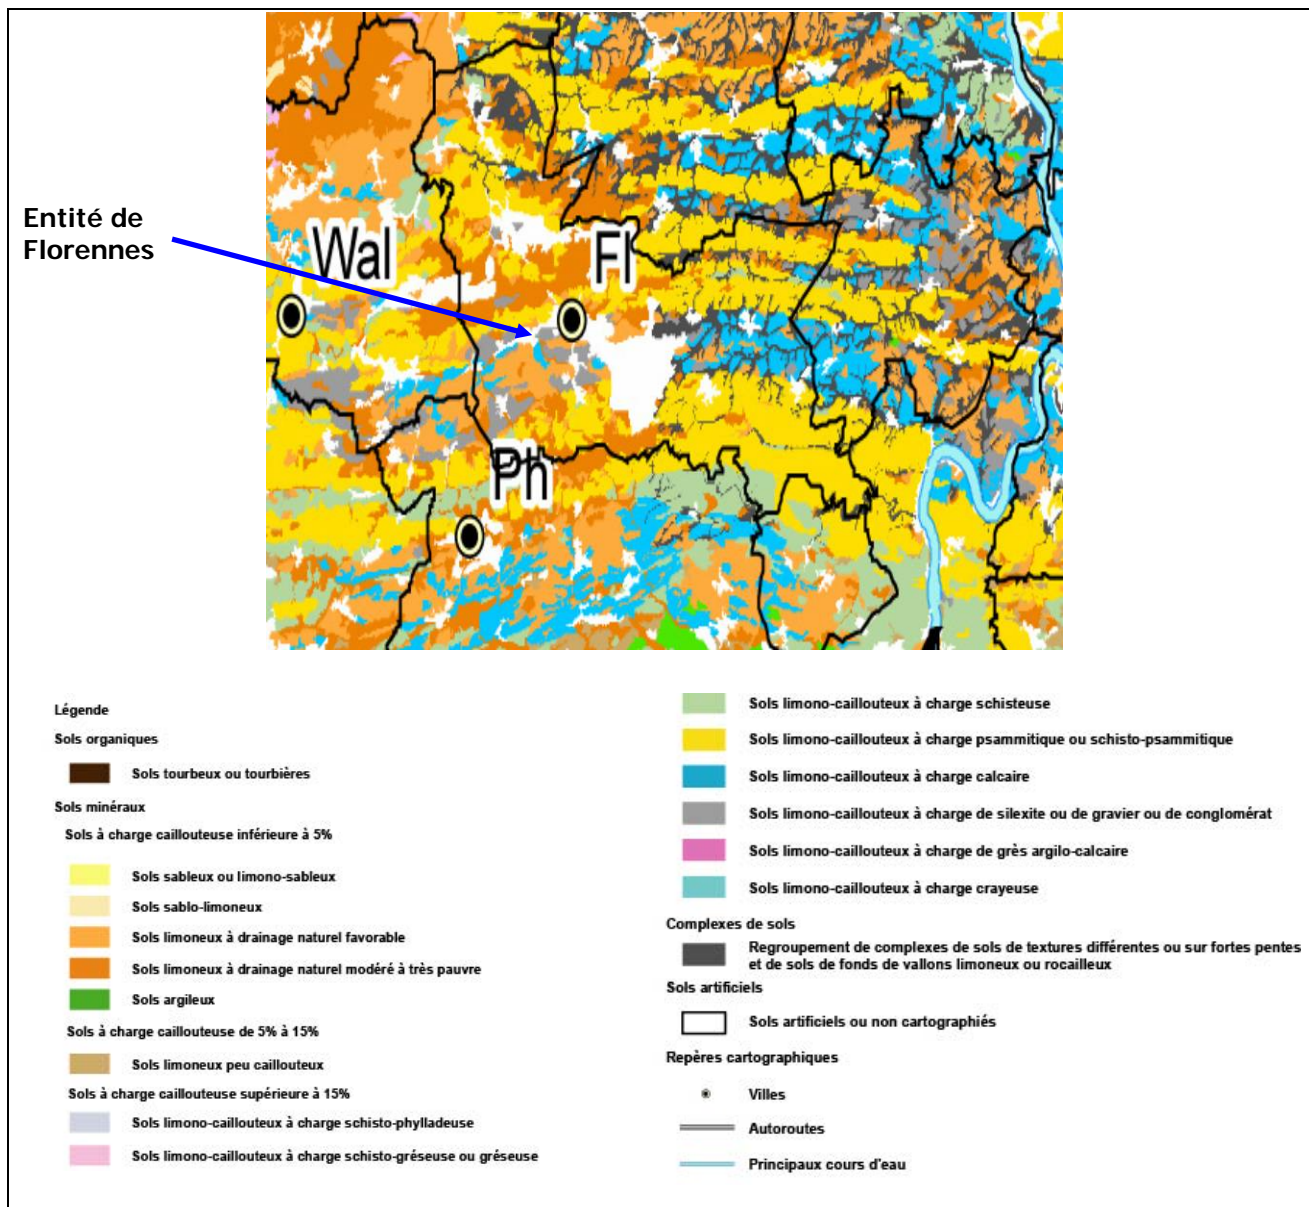 Entité de
Florennes
Wal
Fl
Ph
Légende
Sols organiques
Sols tourbeux ou tourbières
Sols minéraux
Sols à charge caillouteuse inférieure à 5%
Sols sableux ou limono-sableux
Sols sablo-limoneux
Sols limoneux à drainage naturel favorable
Sols limoneux à drainage naturel modéré à très pauvre
Sols argileux
Sols à charge caillouteuse de 5% à 15%
Sols limoneux peu caillouteux
Sols à charge caillouteuse supérieure à 15%
Sols limono-caillouteux à charge schisto-phylladeuse
Sols limono-caillouteux à charge schisto-gréseuse ou gréseuse
Sols limono-caillouteux à charge schisteuse
Sols limono-caillouteux à charge psammitique ou schisto-psammitique
Sols limono-caillouteux à charge calcaire
Sols limono-caillouteux à charge de silexite ou de gravier ou de conglomérat
Sols limono-caillouteux à charge de grès argilo-calcaire
Sols limono-caillouteux à charge crayeuse
Complexes de sols
Regroupement de complexes de sols de textures différentes ou sur fortes pentes
et de sols de fonds de vallons limoneux ou rocailleux
Sols artificiels
Sols artificiels ou non cartographiés
Repères cartographiques
Villes
Autoroutes
Principaux cours d'eau